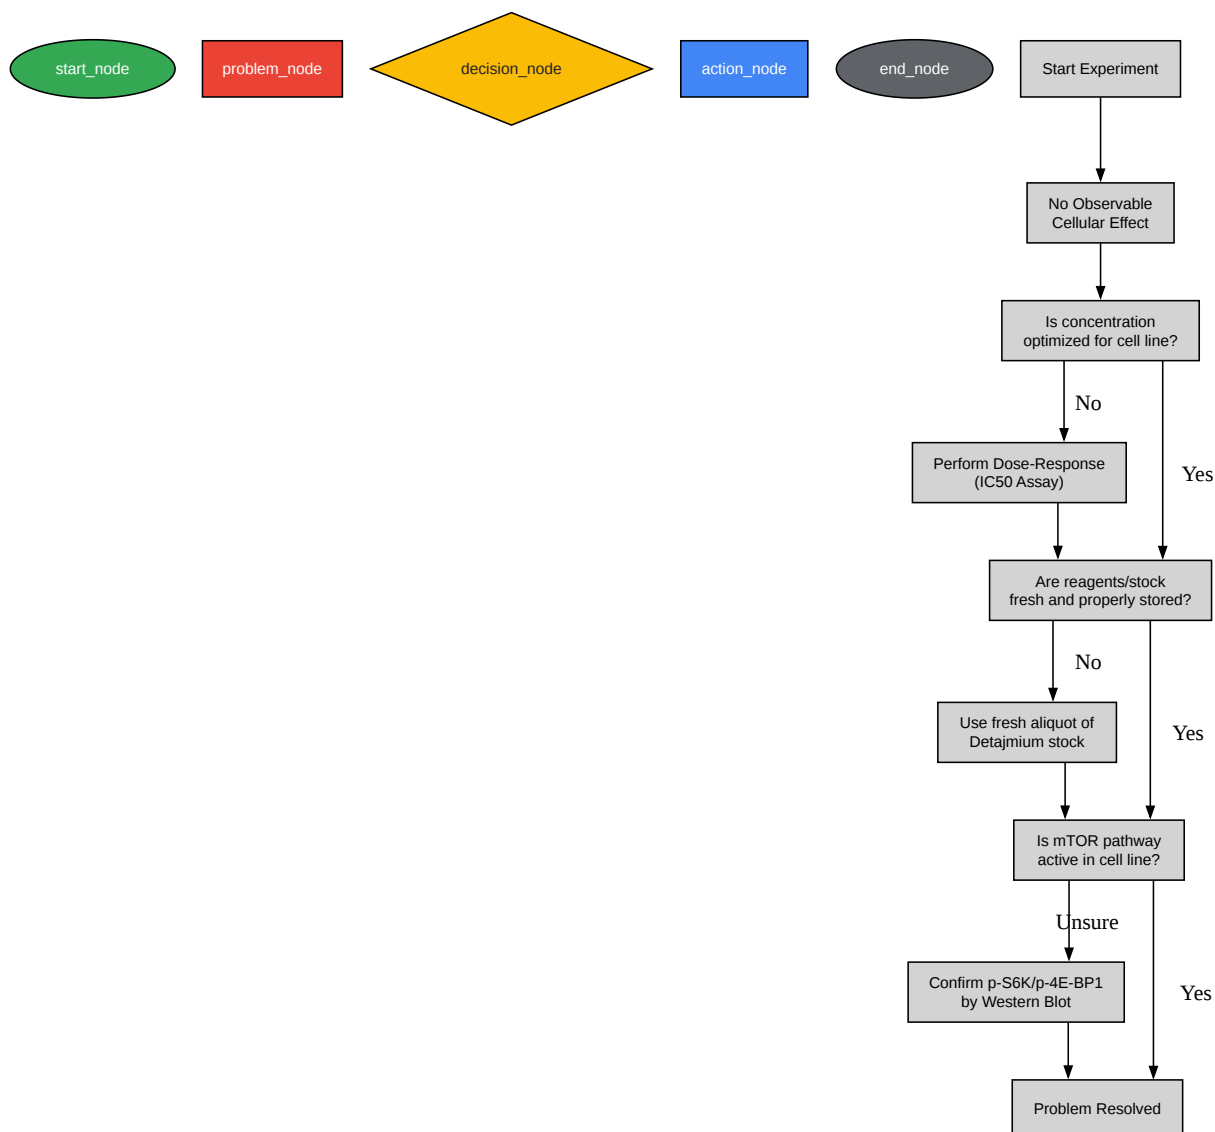 start_node
problem_node
decision_node
action_node
end_node
Start Experiment
No Observable
Cellular Effect
Is concentration
optimized for cell line?
No
Perform Dose-Response
(IC50 Assay)
Yes
Are reagents/stock
fresh and properly stored?
No
Use fresh aliquot of
Detajmium stock
Yes
Is mTOR pathway
active in cell line?
Unsure
Confirm p-S6K/p-4E-BP1
by Western Blot
Yes
Problem Resolved